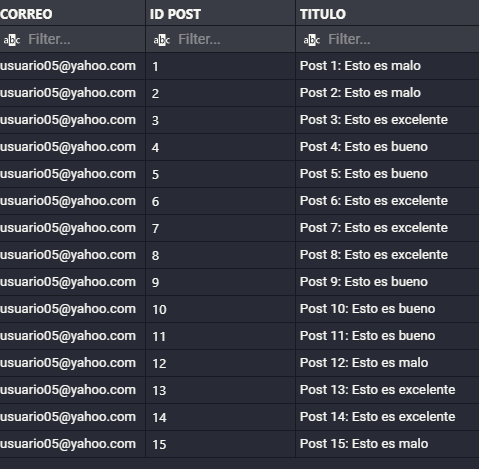 CORREO ID POST TITULO
abc Filter... abc Filter... abc Filter...
usuario05@yahoo.com 1 Post 1: Esto es malo
usuario05@yahoo.com 2 Post 2: Esto es malo
usuario05@yahoo.com 3 Post 3: Esto es excelente
usuario05@yahoo.com 4 Post 4: Esto es bueno
usuario05@yahoo.com 5 Post 5: Esto es bueno
usuario05@yahoo.com 6 Post 6: Esto es excelente
usuario05@yahoo.com 7 Post 7: Esto es excelente
usuario05@yahoo.com 8 Post 8: Esto es excelente
usuario05@yahoo.com 9 Post 9: Esto es bueno
usuario05@yahoo.com 10 Post 10: Esto es bueno
usuario05@yahoo.com 11 Post 11: Esto es bueno
usuario05@yahoo.com 12 Post 12: Esto es malo
usuario05@yahoo.com 13 Post 13: Esto es excelente
usuario05@yahoo.com 14 Post 14: Esto es excelente
usuario05@yahoo.com 15 Post 15: Esto es malo